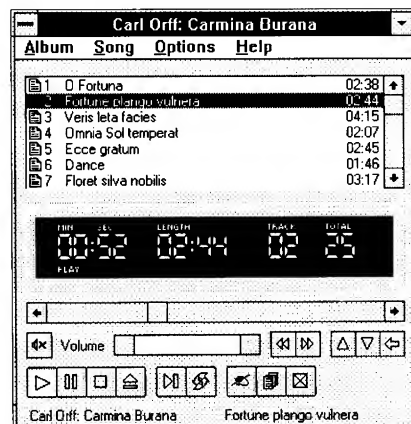 Carl Orff: Carmina Burana
Album Song Options Help
1 O Fortuna 02:38
2 Fortune plango vulnera 02:44
3 Veris leta facies 04:15
4 Omnia Sol temperat 02:07
5 Ecce gratum 02:45
6 Dance 01:46
7 Floret silva nobilis 03:17
MIN SEC LENGTH TRACK TOTAL
00:52 02:44 02 25
PLAY
Volume
Carl Orff: Carmina Burana Fortune plango vulnera